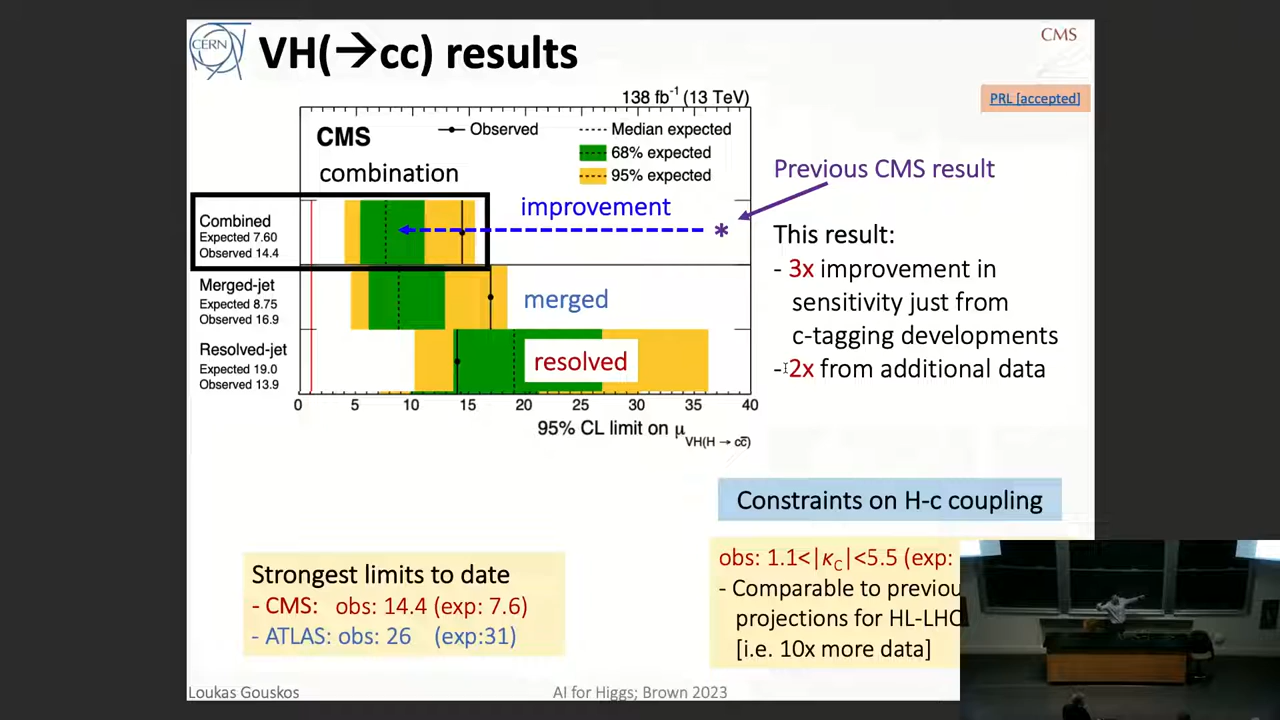 CERN
VH(→cc) results
CMS
PRL [accepted]
138 fb-1 (13 TeV)
CMS
Observed
Median expected
68% expected
95% expected
combination
Previous CMS result
improvement
*
Combined
Expected 7.60
Observed 14.4
Merged-jet
Expected 8.75
Observed 16.9
merged
Resolved-jet
Expected 19.0
Observed 13.9
resolved
0 5 10 15 20 25 30 35 40
95% CL limit on μVH(H → cc̄)
This result:
- 3x improvement in
sensitivity just from
c-tagging developments
- 2x from additional data
Constraints on H-c coupling
obs: 1.1<|κC|<5.5 (exp:
- Comparable to previou
projections for HL-LHC
[i.e. 10x more data]
Strongest limits to date
- CMS: obs: 14.4 (exp: 7.6)
- ATLAS: obs: 26 (exp:31)
Loukas Gouskos
AI for Higgs; Brown 2023